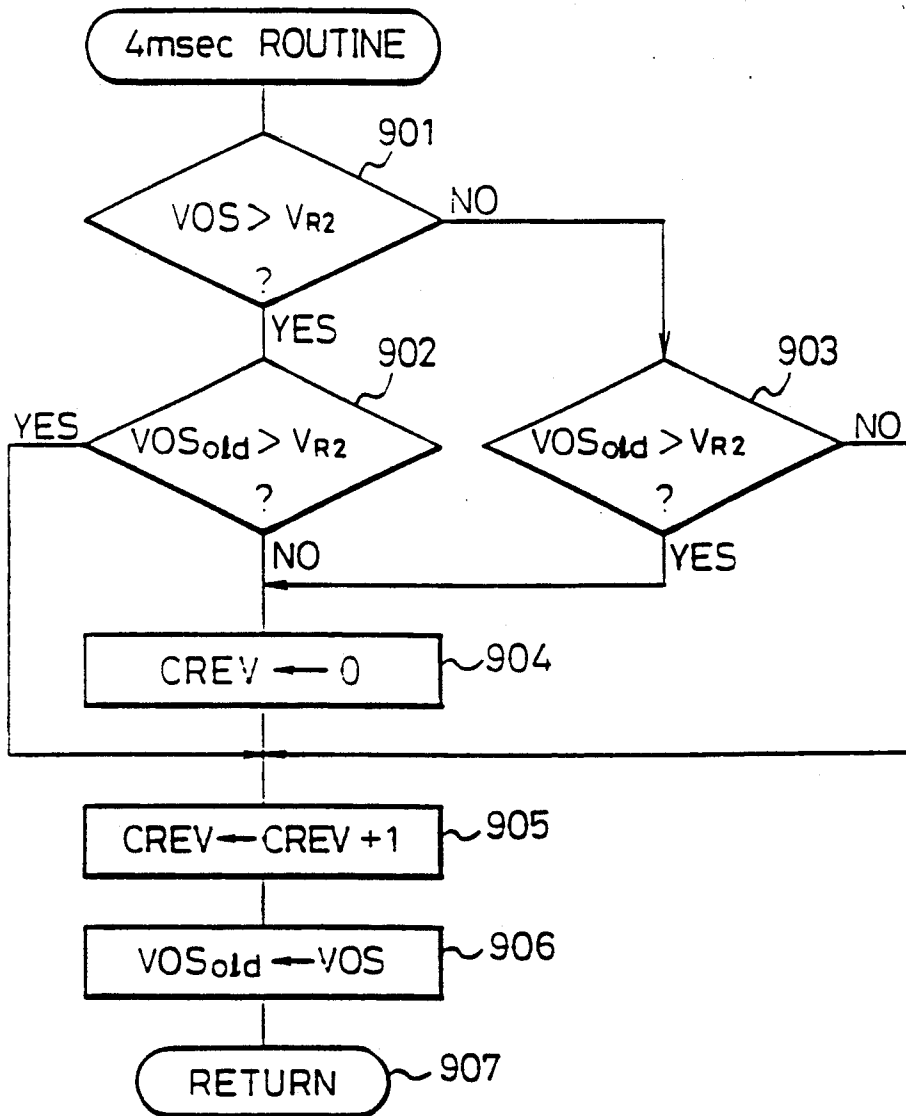 4msec ROUTINE
901
VOS > VR2
?
NO
YES
902
903
YES
VOSold > VR2
?
NO
VOSold > VR2
?
NO
YES
CREV ← 0
904
CREV ← CREV +1
905
VOSold ← VOS
906
RETURN
907